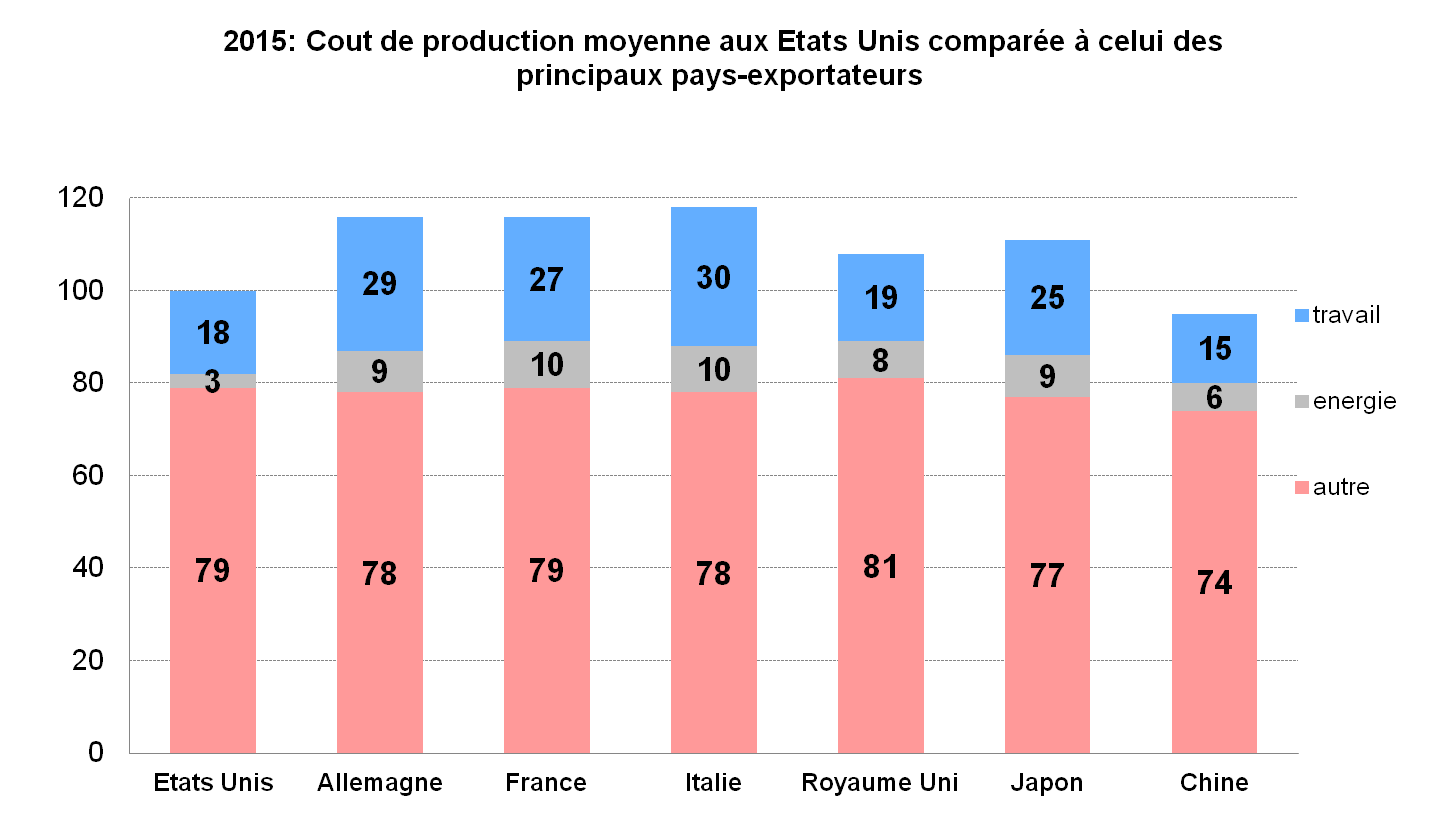 2015: Cout de production moyenne aux Etats Unis comparée à celui des
principaux pays-exportateurs
120
100
80
60
40
20
0
18
29
27
30
19
25
15
3
9
10
10
8
9
6
79
78
79
78
81
77
74
travail
energie
autre
Etats Unis
Allemagne
France
Italie
Royaume Uni
Japon
Chine